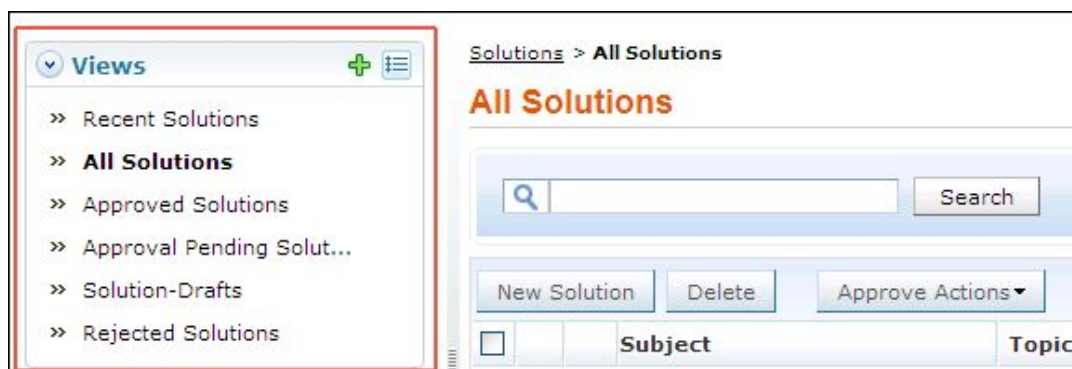 Views
» Recent Solutions
» All Solutions
» Approved Solutions
» Approval Pending Solut...
» Solution-Drafts
» Rejected Solutions
Solutions > All Solutions
All Solutions
Search
New Solution Delete Approve Actions
Subject Topic